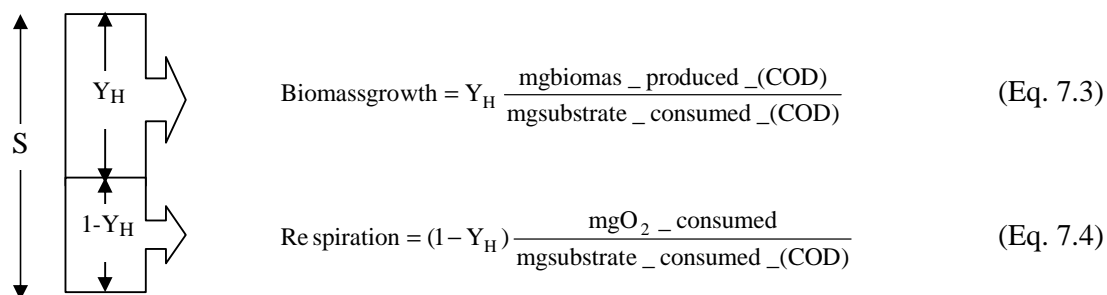 S
Y_H
Biomassgrowth = Y_H mgbiomas _ produced _(COD) / mgsubstrate _ consumed _(COD) (Eq. 7.3)
1-Y_H
Re spiration = (1 − Y_H) mgO_2 _ consumed / mgsubstrate _ consumed _(COD) (Eq. 7.4)